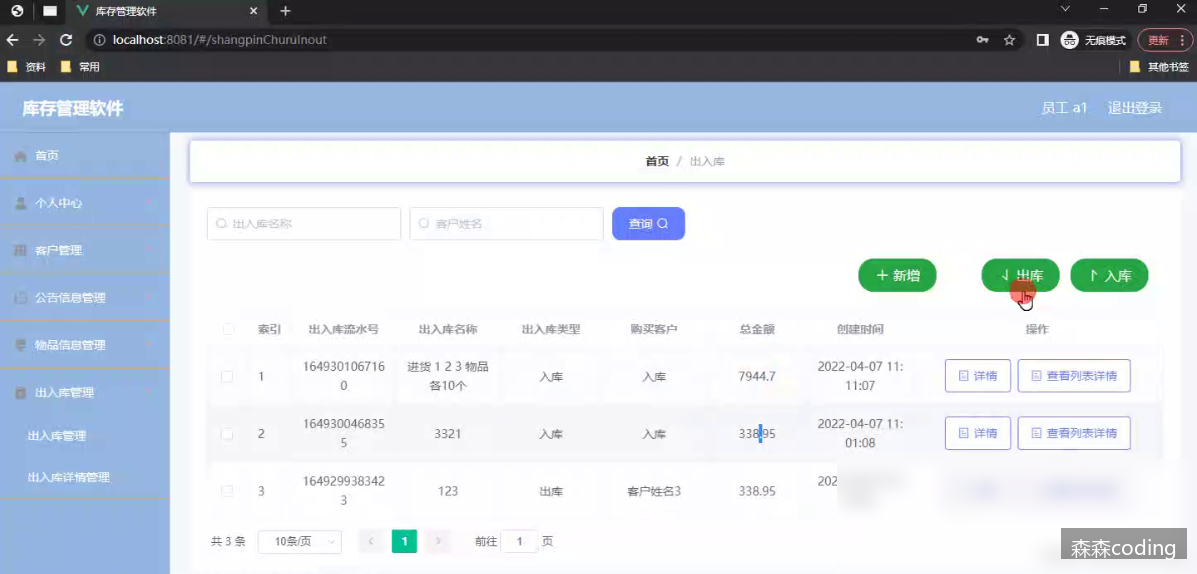 库存管理软件
localhost:8081/#/shangpinChuruInout
无痕模式
更新
资料
常用
其他书签
库存管理软件
员工 a1
退出登录
首页
个人中心
客户管理
公告信息管理
物品信息管理
出入库管理
出入库管理
出入库详情管理
首页 / 出入库
出入库名称
客户姓名
查询
新增
出库
入库
索引 出入库流水号 出入库名称 出入库类型 购买客户 总金额 创建时间 操作
1 164930106716 进货 1 2 3 物品 入库 入库 7944.7 2022-04-07 11: 详情 查看列表详情
0 各10个 11:07
2 164930046835 3321 入库 入库 338.95 2022-04-07 11: 详情 查看列表详情
5 01:08
3 164929938342 123 出库 客户姓名3 338.95 202
3
共 3 条 10条/页 1 前往 1 页
森森coding